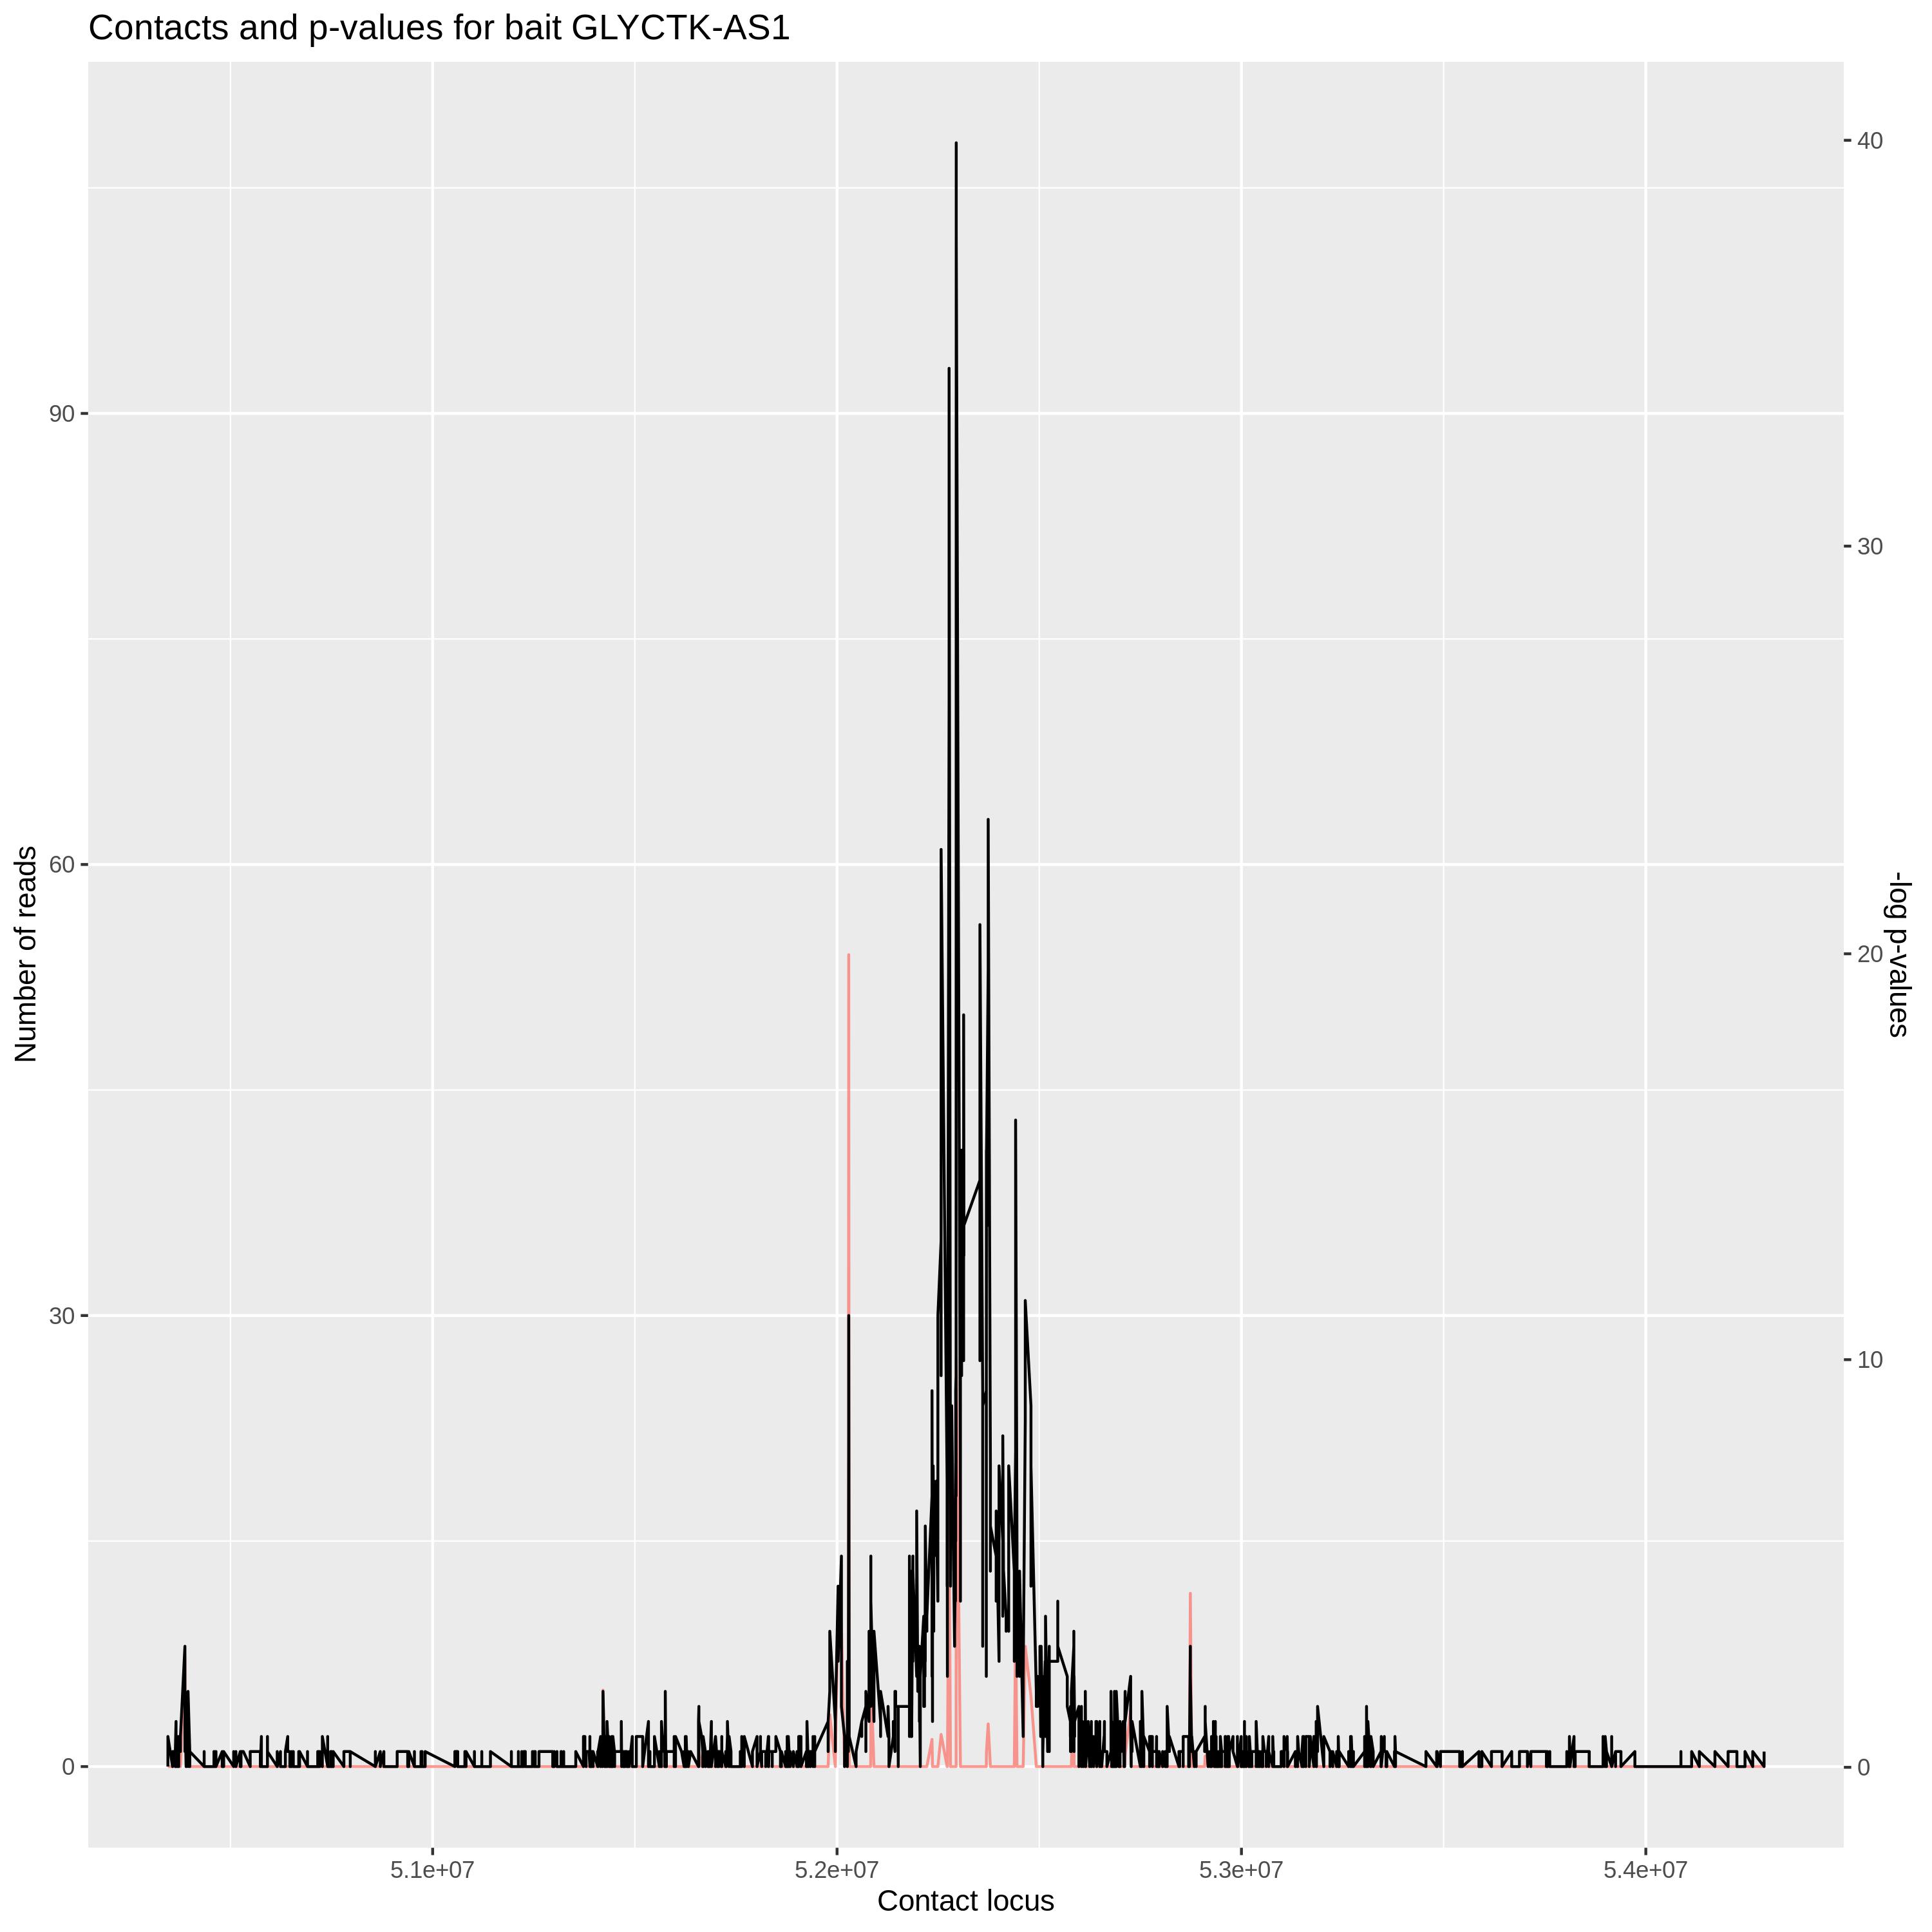 Contacts and p-values for bait GLYCTK-AS1
Number of reads
90
60
30
0
40
30
20
10
0
-log p-values
5.1e+07
5.2e+07
5.3e+07
5.4e+07
Contact locus